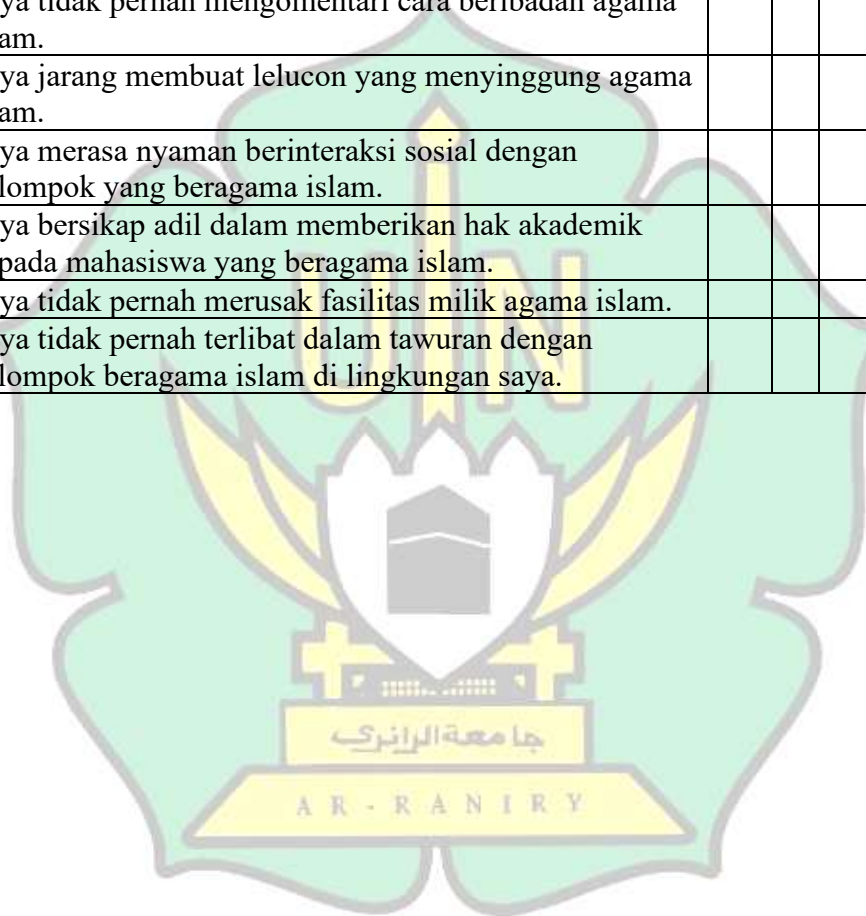 ya tidak pernah mengomentari cara beribadah agama
am.
ya jarang membuat lelucon yang menyinggung agama
am.
ya merasa nyaman berinteraksi sosial dengan
lompok yang beragama islam.
ya bersikap adil dalam memberikan hak akademik
pada mahasiswa yang beragama islam.
ya tidak pernah merusak fasilitas milik agama islam.
ya tidak pernah terlibat dalam tawuran dengan
lompok beragama islam di lingkungan saya.
UIN
جامعة الرانري
AR-RANIRY